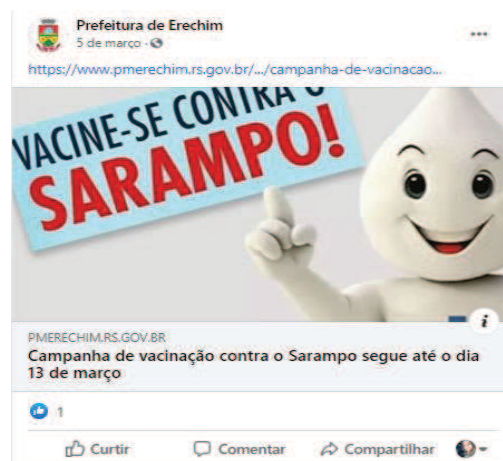 Prefeitura de Erechim
5 de março ·
https://www.pmerechim.rs.gov.br/.../campanha-de-vacinacao...
VACINE-SE CONTRA O
SARAMPO!
i
PMERECHIM.RS.GOV.BR
Campanha de vacinação contra o Sarampo segue até o dia
13 de março
1
Curtir Comentar Compartilhar